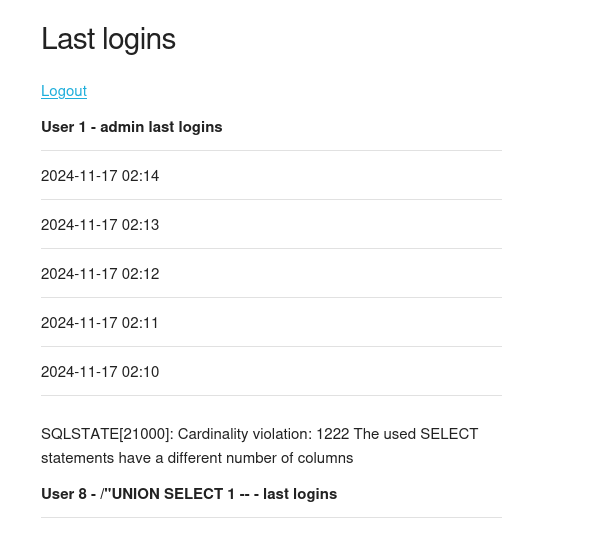 Last logins
Logout
User 1 - admin last logins
2024-11-17 02:14
2024-11-17 02:13
2024-11-17 02:12
2024-11-17 02:11
2024-11-17 02:10
SQLSTATE[21000]: Cardinality violation: 1222 The used SELECT
statements have a different number of columns
User 8 - /"UNION SELECT 1 -- - last logins